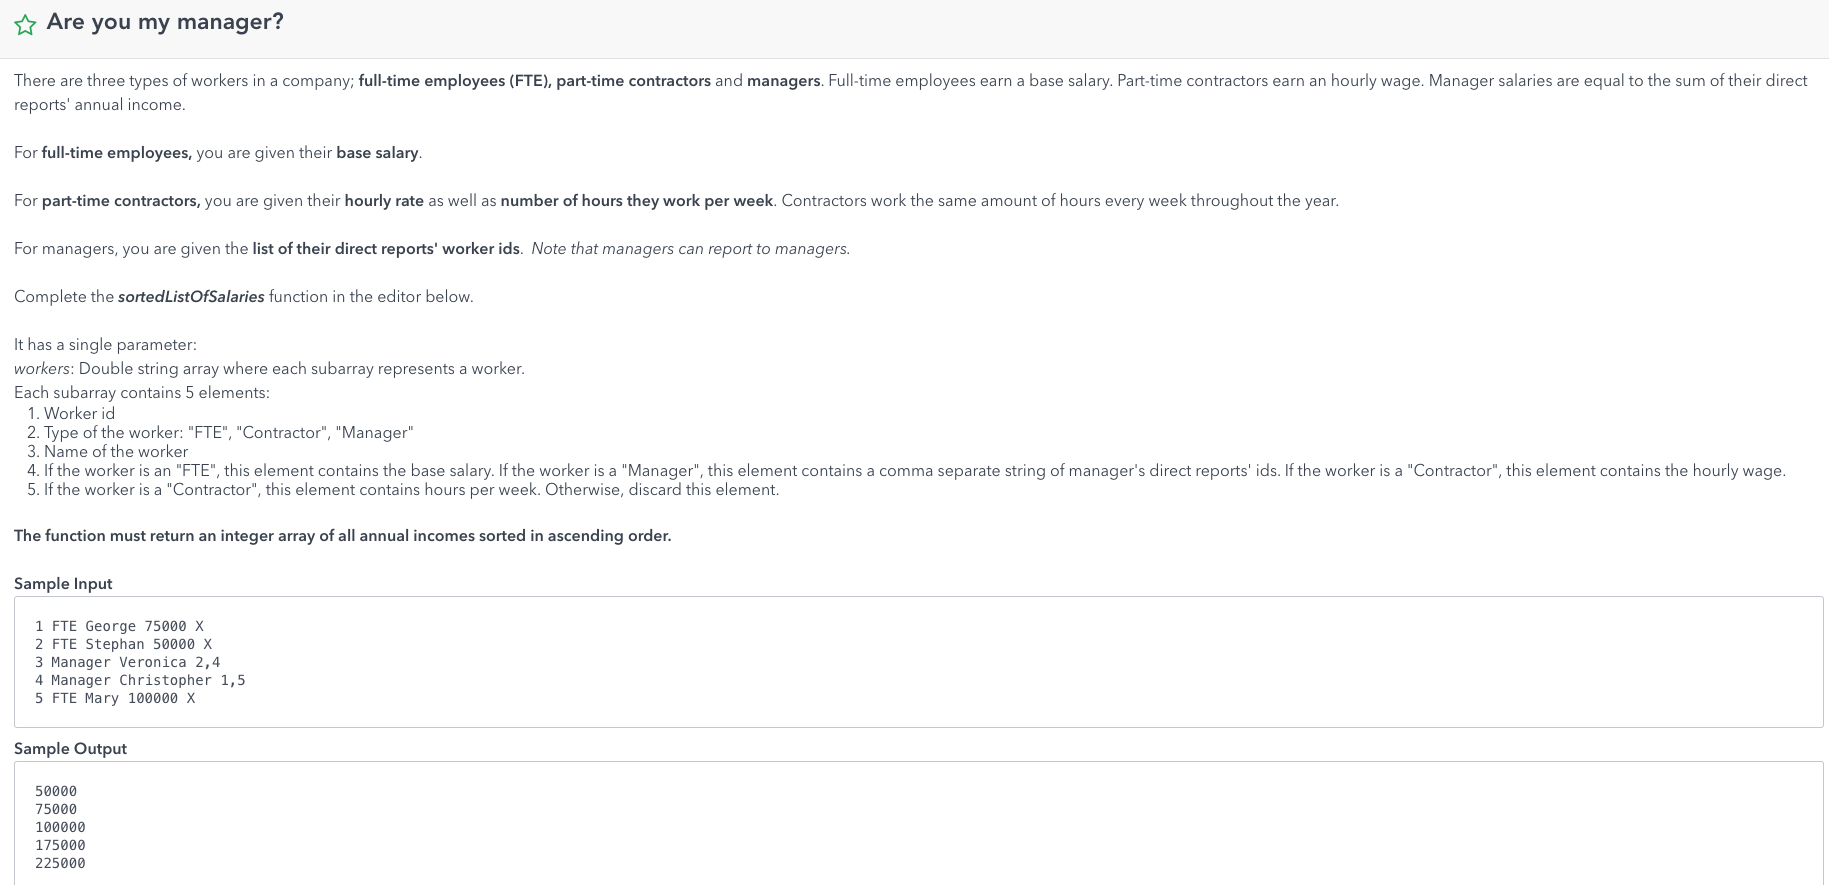 Are you my manager?
There are three types of workers in a company; full-time employees (FTE), part-time contractors and managers. Full-time employees earn a base salary. Part-time contractors earn an hourly wage. Manager salaries are equal to the sum of their direct
reports' annual income.
For full-time employees, you are given their base salary.
For part-time contractors, you are given their hourly rate as well as number of hours they work per week. Contractors work the same amount of hours every week throughout the year.
For managers, you are given the list of their direct reports' worker ids. Note that managers can report to managers.
Complete the sortedListOfSalaries function in the editor below.
It has a single parameter:
workers: Double string array where each subarray represents a worker.
Each subarray contains 5 elements:
1. Worker id
2. Type of the worker: "FTE", "Contractor", "Manager"
3. Name of the worker
4. If the worker is an "FTE", this element contains the base salary. If the worker is a "Manager", this element contains a comma separate string of manager's direct reports' ids. If the worker is a "Contractor", this element contains the hourly wage.
5. If the worker is a "Contractor", this element contains hours per week. Otherwise, discard this element.
The function must return an integer array of all annual incomes sorted in ascending order.
Sample Input
1 FTE George 75000 X
2 FTE Stephan 50000 X
3 Manager Veronica 2,4
4 Manager Christopher 1,5
5 FTE Mary 100000 X
Sample Output
50000
75000
100000
175000
225000